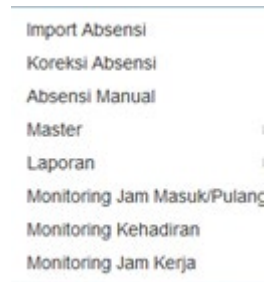 Import Absensi
Koreksi Absensi
Absensi Manual
Master
Laporan
Monitoring Jam Masuk/Pulang
Monitoring Kehadiran
Monitoring Jam Kerja